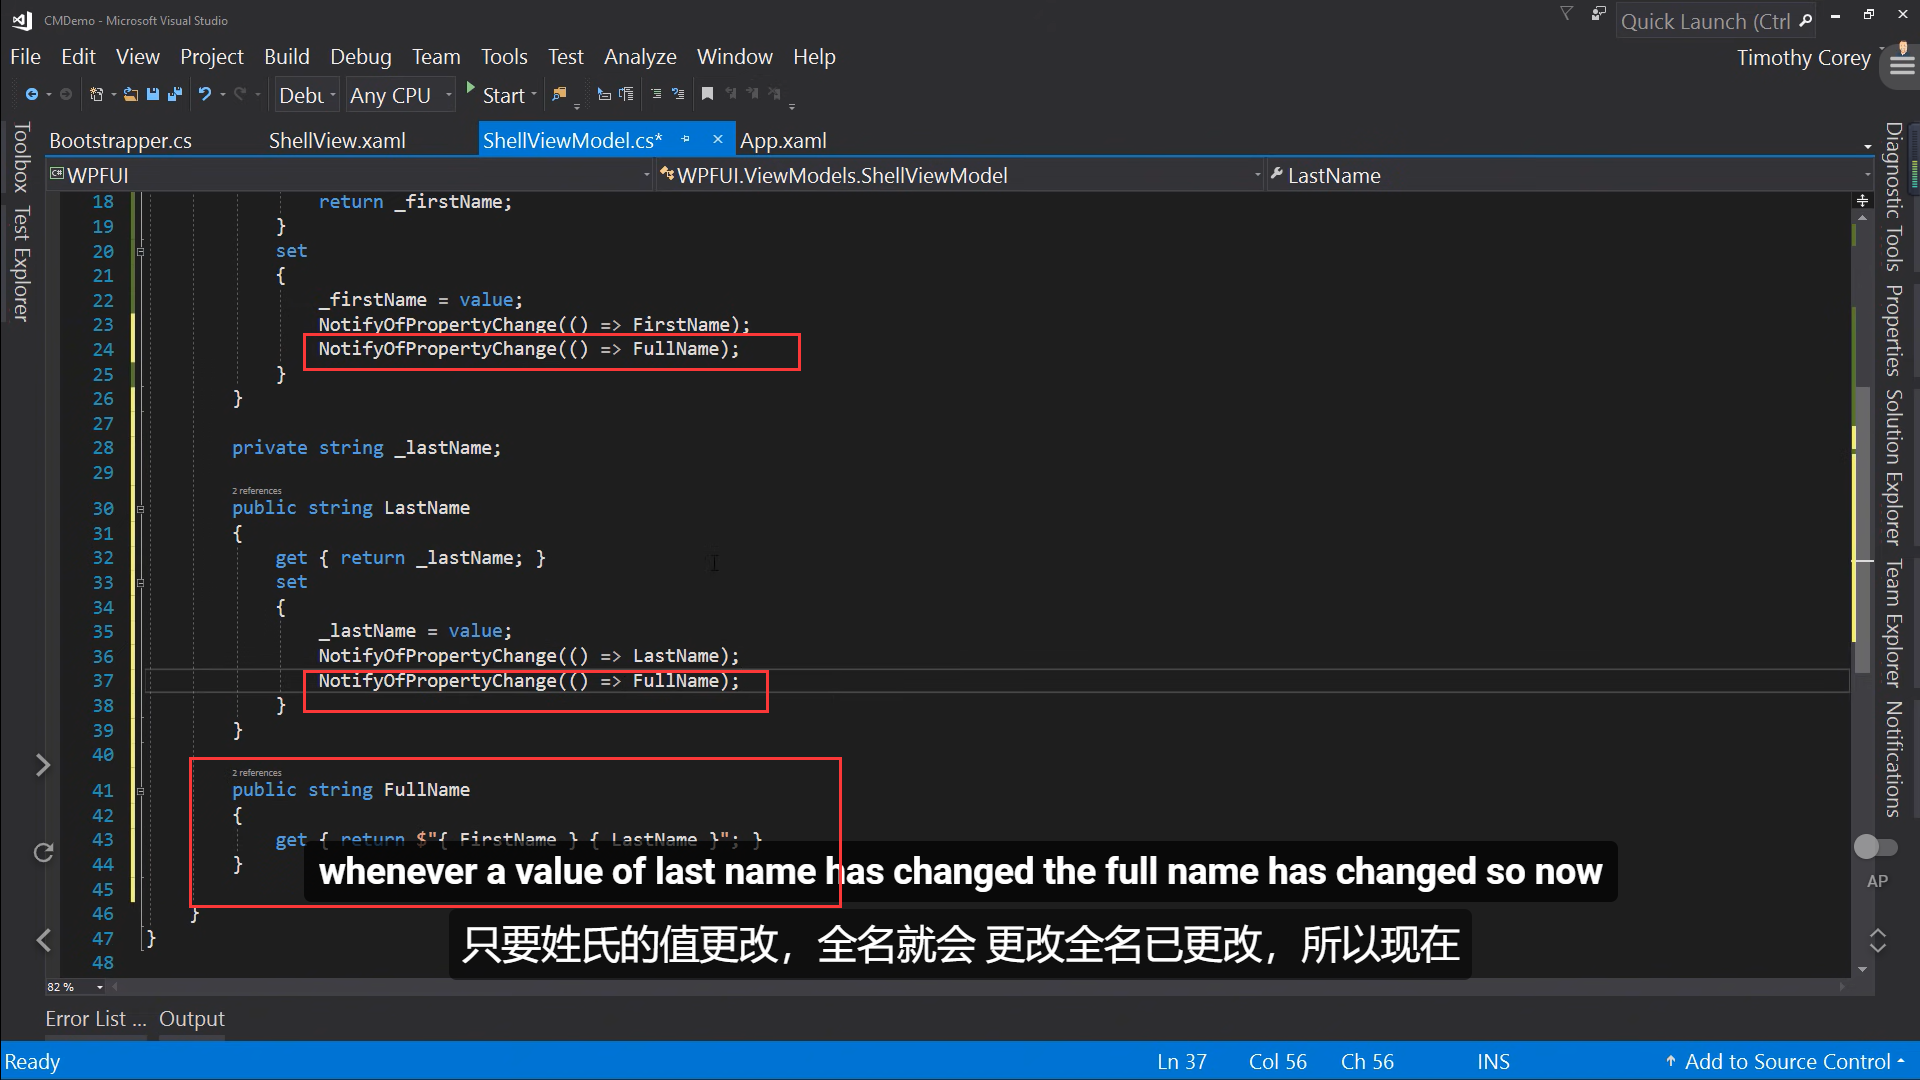 CMDemo - Microsoft Visual Studio
Quick Launch (Ctrl
File Edit View Project Build Debug Team Tools Test Analyze Window Help
Timothy Corey
Debu Any CPU Start
Toolbox
Test Explorer
Bootstrapper.cs ShellView.xaml ShellViewModel.cs* App.xaml
WPFUI WPFUI.ViewModels.ShellViewModel LastName
18 return _firstName;
19 }
20 set
21 {
22 _firstName = value;
23 NotifyOfPropertyChange(() => FirstName);
24 NotifyOfPropertyChange(() => FullName);
25 }
26 }
27
28 private string _lastName;
29
2 references
30 public string LastName
31 {
32 get { return _lastName; }
33 set
34 {
35 _lastName = value;
36 NotifyOfPropertyChange(() => LastName);
37 NotifyOfPropertyChange(() => FullName);
38 }
39 }
40
2 references
41 public string FullName
42 {
43 get { return $"{ FirstName } { LastName }"; }
44 }
45
46 }
47 }
48
whenever a value of last name has changed the full name has changed so now
只要姓氏的值更改，全名就会 更改全名已更改，所以现在
Diagnostic Tools
Properties
Solution Explorer
Team Explorer
Notifications
AP
82 %
Error List ... Output
Ready Ln 37 Col 56 Ch 56 INS Add to Source Control